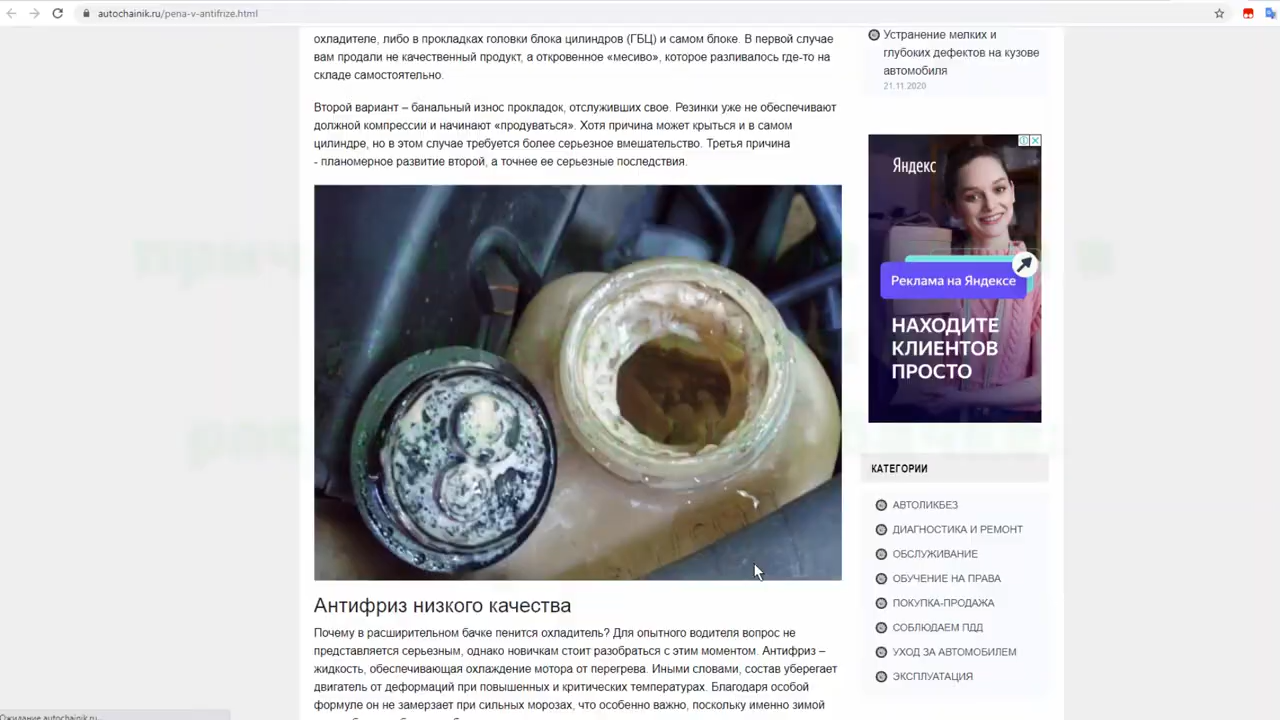 autochainik.ru/pena-v-antifrize.html
охладителе, либо в прокладках головки блока цилиндров (ГБЦ) и самом блоке. В первой случае
вам продали не качественный продукт, а откровенное «месиво», которое разливалось где-то на
складе самостоятельно.
Второй вариант – банальный износ прокладок, отслуживших свое. Резинки уже не обеспечивают
должной компрессии и начинают «продуваться». Хотя причина может крыться и в самом
цилиндре, но в этом случае требуется более серьезное вмешательство. Третья причина
- планомерное развитие второй, а точнее ее серьезные последствия.
Антифриз низкого качества
Почему в расширительном бачке пенится охладитель? Для опытного водителя вопрос не
представляется серьезным, однако новичкам стоит разобраться с этим моментом. Антифриз –
жидкость, обеспечивающая охлаждение мотора от перегрева. Иными словами, состав уберегает
двигатель от деформаций при повышенных и критических температурах. Благодаря особой
формуле он не замерзает при сильных морозах, что особенно важно, поскольку именно зимой
Устранение мелких и
глубоких дефектов на кузове
автомобиля
21.11.2020
Яндекс
Реклама на Яндексе
НАХОДИТЕ
КЛИЕНТОВ
ПРОСТО
КАТЕГОРИИ
АВТОЛИКБЕЗ
ДИАГНОСТИКА И РЕМОНТ
ОБСЛУЖИВАНИЕ
ОБУЧЕНИЕ НА ПРАВА
ПОКУПКА-ПРОДАЖА
СОБЛЮДАЕМ ПДД
УХОД ЗА АВТОМОБИЛЕМ
ЭКСПЛУАТАЦИЯ
Ожидание autochainik.ru...